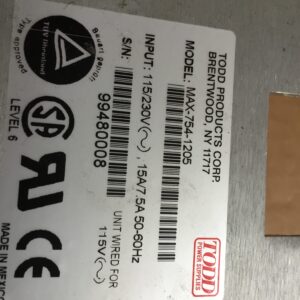 TODD PRODUCTS CORP.
BRENTWOOD, NY 11717
MODEL: MAX-754-1205
INPUT: 115/230V(~), 15A/7.5A 50-60Hz
S/N:
99480008
UNIT WIRED FOR
115V(~)
Bauart geprüft
TÜV Rheinland
Type approved
LEVEL 6
MADE IN MEXICO
TODD
POWER SUPPLIES